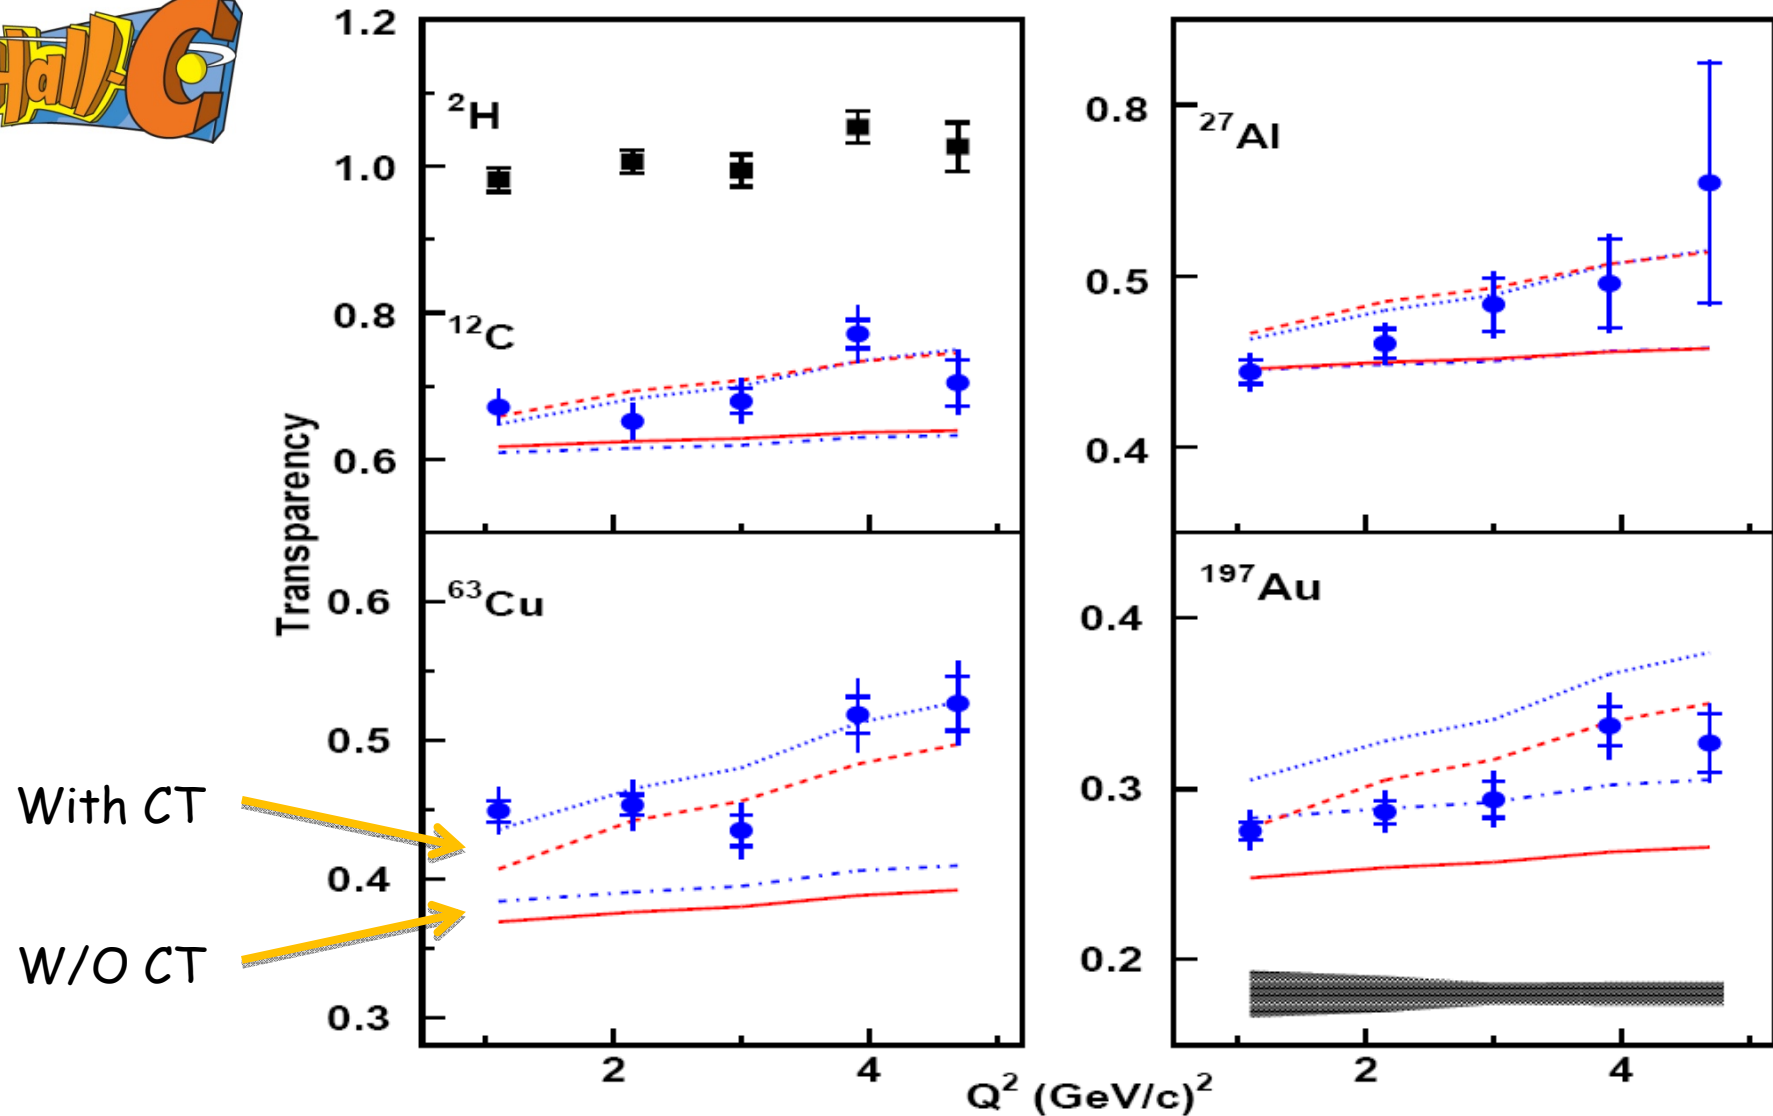 Hall C
1.2
²H
1.0
0.8
¹²C
0.6
²⁷Al
0.8
0.5
0.4
Transparency
⁶³Cu
0.6
0.5
0.4
0.3
¹⁹⁷Au
0.4
0.3
0.2
With CT
W/O CT
2 4
2 4
Q² (GeV/c)²